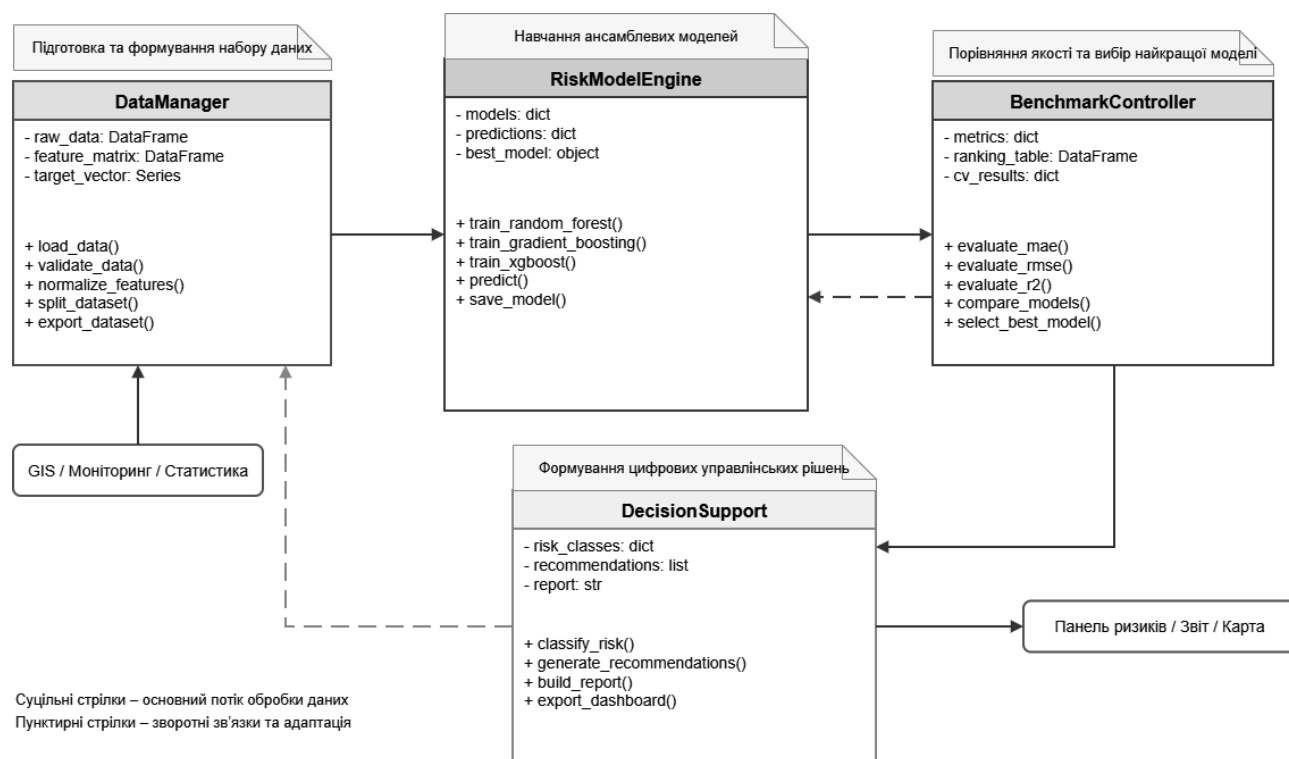 Підготовка та формування набору даних
DataManager
- raw_data: DataFrame
- feature_matrix: DataFrame
- target_vector: Series
+ load_data()
+ validate_data()
+ normalize_features()
+ split_dataset()
+ export_dataset()
Навчання ансамблевих моделей
RiskModelEngine
- models: dict
- predictions: dict
- best_model: object
+ train_random_forest()
+ train_gradient_boosting()
+ train_xgboost()
+ predict()
+ save_model()
Порівняння якості та вибір найкращої моделі
BenchmarkController
- metrics: dict
- ranking_table: DataFrame
- cv_results: dict
+ evaluate_mae()
+ evaluate_rmse()
+ evaluate_r2()
+ compare_models()
+ select_best_model()
GIS / Моніторинг / Статистика
Формування цифрових управлінських рішень
DecisionSupport
- risk_classes: dict
- recommendations: list
- report: str
+ classify_risk()
+ generate_recommendations()
+ build_report()
+ export_dashboard()
Панель ризиків / Звіт / Карта
Суцільні стрілки – основний потік обробки даних
Пунктирні стрілки – зворотні зв'язки та адаптація